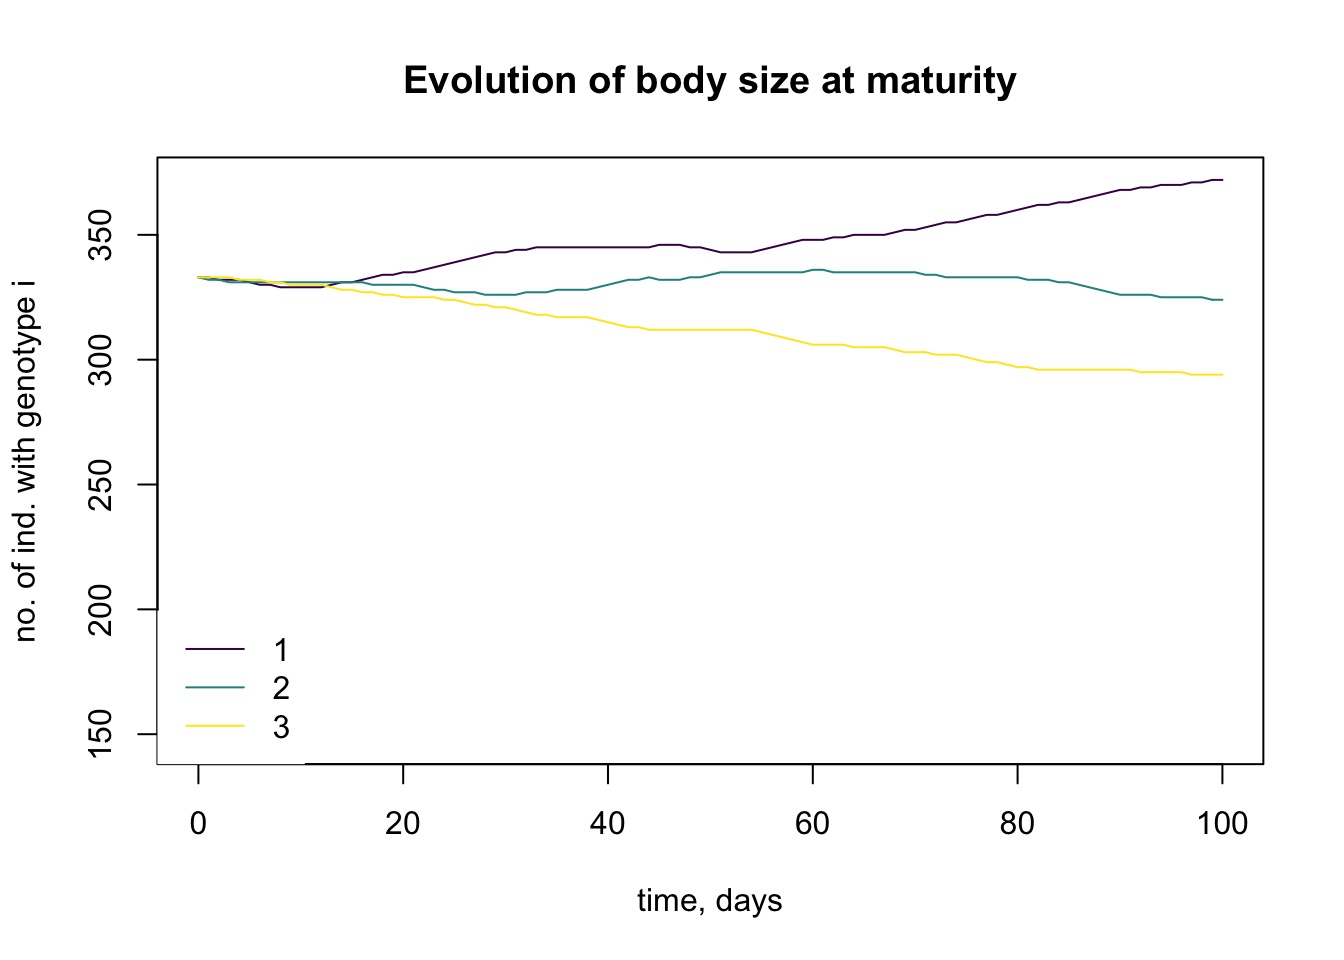 Evolution of body size at maturity
no. of ind. with genotype i
350
300
250
200
150
1
2
3
0 20 40 60 80 100
time, days